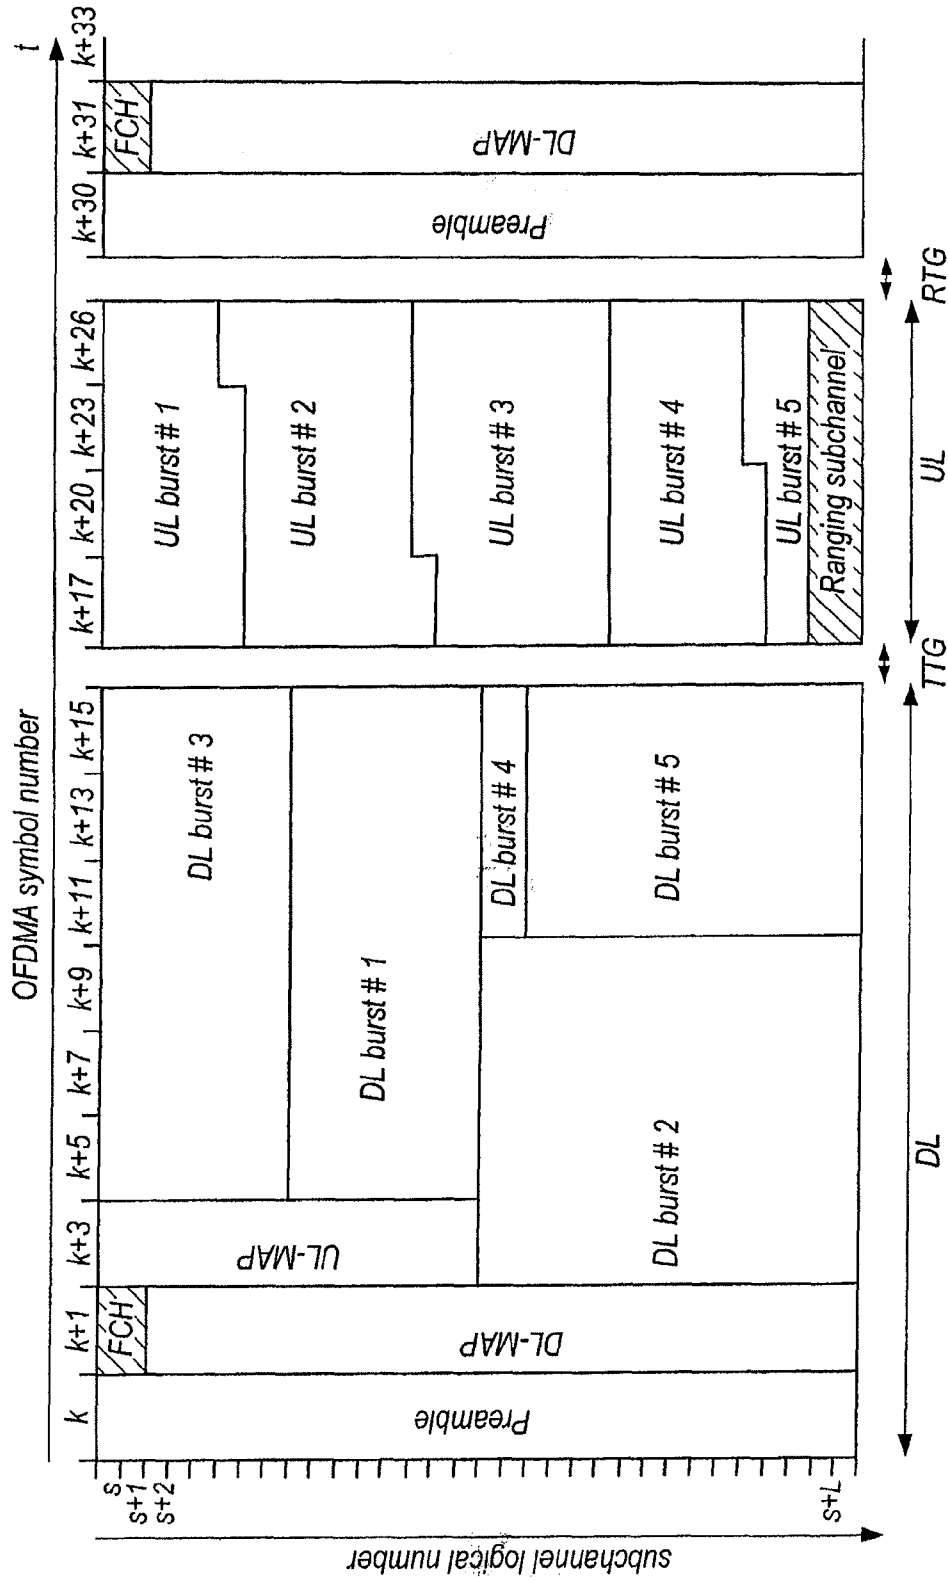 OFDMA symbol number
t
k
k+1
k+3
k+5
k+7
k+9
k+11
k+13
k+15
k+17
k+20
k+23
k+26
k+30
k+31
k+33
subchannel logical number
s
s+1
s+2
s+L
Preamble
FCH
DL-MAP
UL-MAP
DL burst # 3
DL burst # 1
DL burst # 2
DL burst # 4
DL burst # 5
UL burst # 1
UL burst # 2
UL burst # 3
UL burst # 4
UL burst # 5
Ranging subchannel
Preamble
FCH
DL-MAP
DL
TTG
UL
RTG